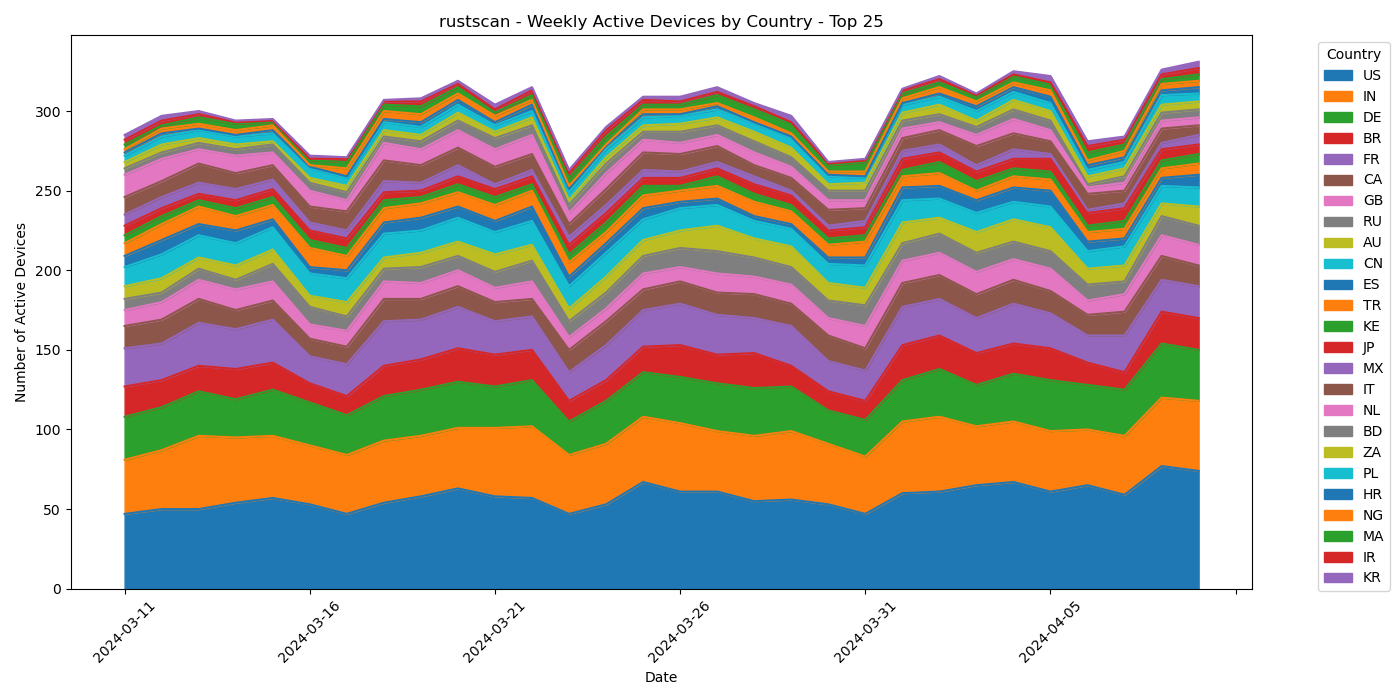 rustscan - Weekly Active Devices by Country - Top 25
Number of Active Devices
300
250
200
150
100
50
0
2024-03-11
2024-03-16
2024-03-21
2024-03-26
2024-03-31
2024-04-05
Date
Country
US
IN
DE
BR
FR
CA
GB
RU
AU
CN
ES
TR
KE
JP
MX
IT
NL
BD
ZA
PL
HR
NG
MA
IR
KR